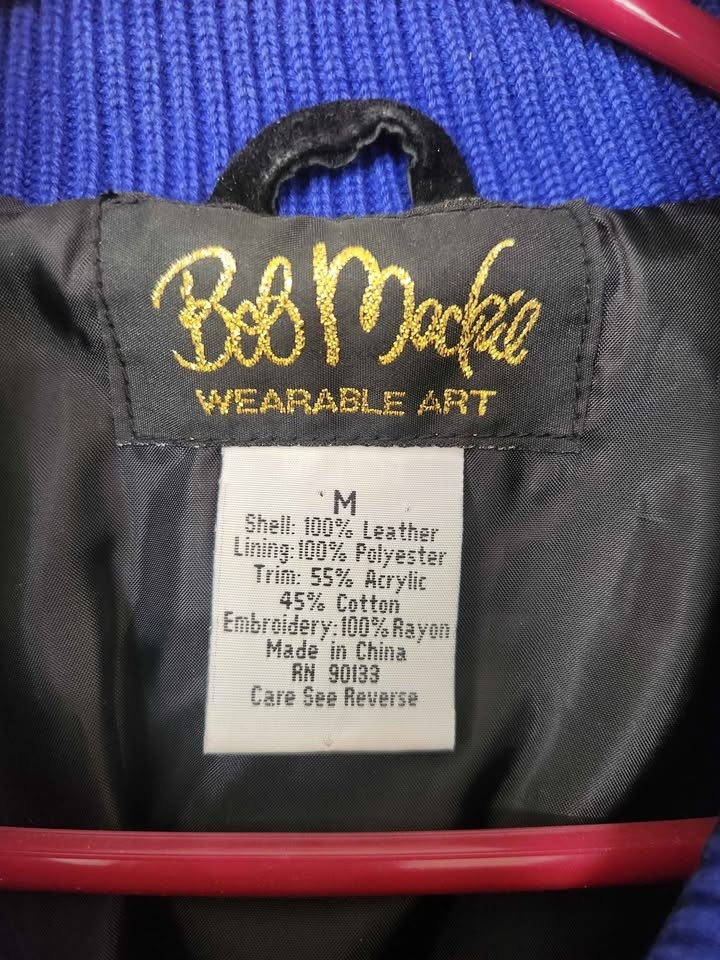 Bob Mackie
WEARABLE ART
M
Shell: 100% Leather
Lining: 100% Polyester
Trim: 55% Acrylic
45% Cotton
Embroidery: 100% Rayon
Made in China
RN 90133
Care See Reverse